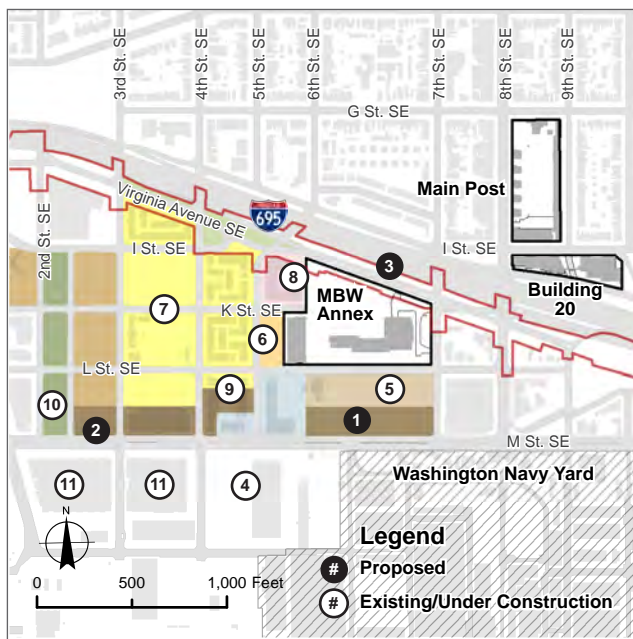 3rd St. SE
4th St. SE
5th St. SE
6th St. SE
7th St. SE
8th St. SE
9th St. SE
G St. SE
Main Post
Virginia Avenue SE
INTERSTATE
695
2nd St. SE
I St. SE
I St. SE
3
8
MBW
Annex
Building
20
7
K St. SE
6
L St. SE
9
5
10
2
1
M St. SE
11
11
4
Washington Navy Yard
N
Legend
# Proposed
# Existing/Under Construction
0 500 1,000 Feet